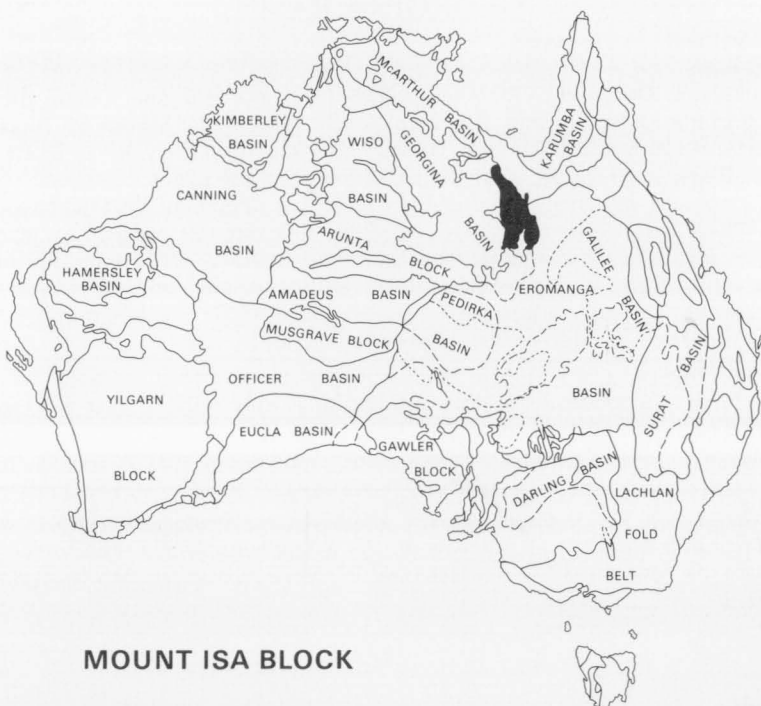 McARTHUR BASIN
KARUMBA
BASIN
KIMBERLEY
BASIN
WISO
BASIN
GEORGINA
BASIN
CANNING
BASIN
GALILEE
BASIN
ARUNTA
BLOCK
HAMERSLEY
BASIN
AMADEUS BASIN
EROMANGA
BASIN
PEDIRKA
BASIN
MUSGRAVE BLOCK
YILGARN
BLOCK
OFFICER BASIN
SURAT
BASIN
EUCLA BASIN
GAWLER
BLOCK
DARLING BASIN
LACHLAN
FOLD
BELT
MOUNT ISA BLOCK